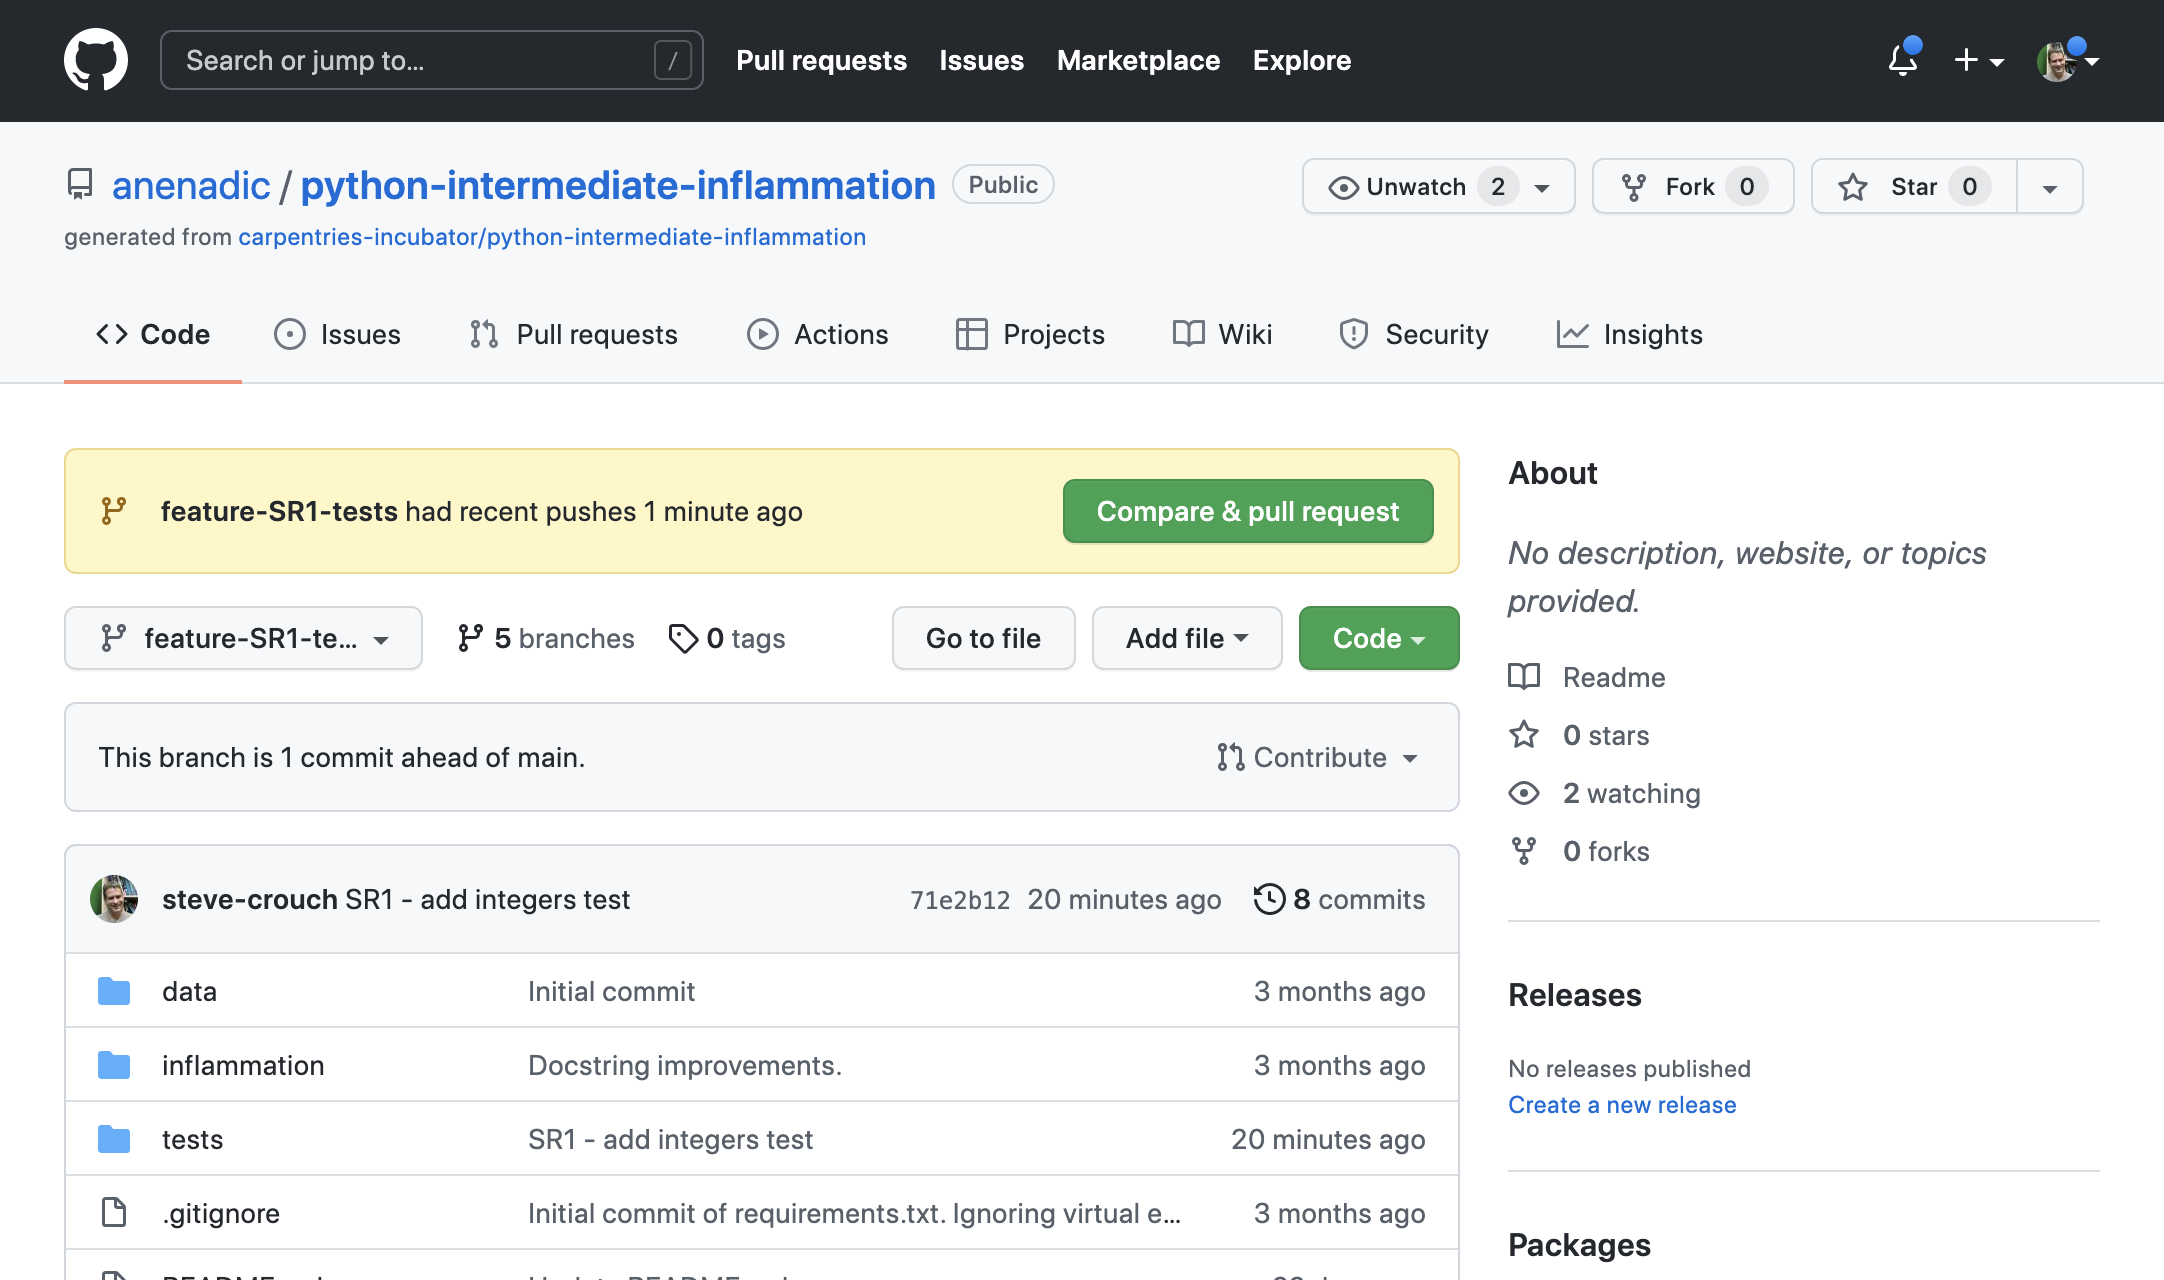 Search or jump to... /
Pull requests Issues Marketplace Explore
anenadic / python-intermediate-inflammation Public
Unwatch 2 Fork 0 Star 0
generated from carpentries-incubator/python-intermediate-inflammation
Code Issues Pull requests Actions Projects Wiki Security Insights
feature-SR1-tests had recent pushes 1 minute ago Compare & pull request
feature-SR1-te... 5 branches 0 tags Go to file Add file Code
This branch is 1 commit ahead of main. Contribute
steve-crouch SR1 - add integers test 71e2b12 20 minutes ago 8 commits
data Initial commit 3 months ago
inflammation Docstring improvements. 3 months ago
tests SR1 - add integers test 20 minutes ago
.gitignore Initial commit of requirements.txt. Ignoring virtual e... 3 months ago
About
No description, website, or topics
provided.
Readme
0 stars
2 watching
0 forks
Releases
No releases published
Create a new release
Packages